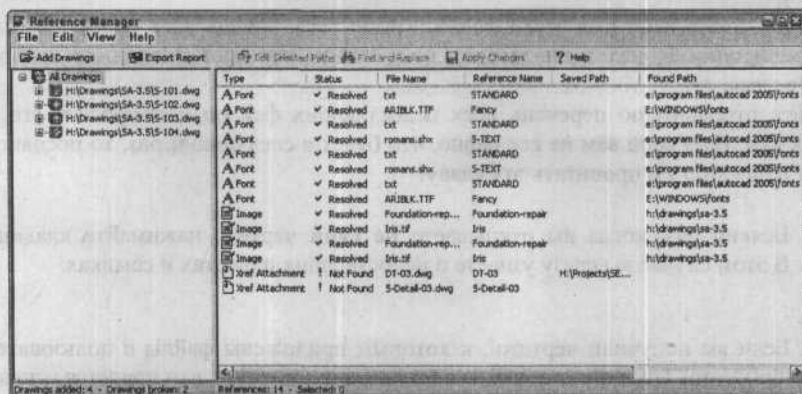 Reference Manager
File Edit View Help
Add Drawings Export Report Edit Selected Paths Find and Replace Apply Changes ? Help
All Drawings
H:\Drawings\SA-3.5\S-101.dwg
H:\Drawings\SA-3.5\S-102.dwg
H:\Drawings\SA-3.5\S-103.dwg
H:\Drawings\SA-3.5\S-104.dwg
Type Status File Name Reference Name Saved Path Found Path
Font Resolved txt STANDARD e:\program files\autocad 2005\fonts
Font Resolved ARIBLK.TTF Fancy E:\WINDOWS\fonts
Font Resolved txt STANDARD e:\program files\autocad 2005\fonts
Font Resolved romans.shx S-TEXT e:\program files\autocad 2005\fonts
Font Resolved txt STANDARD e:\program files\autocad 2005\fonts
Font Resolved romans.shx S-TEXT e:\program files\autocad 2005\fonts
Font Resolved txt STANDARD e:\program files\autocad 2005\fonts
Font Resolved ARIBLK.TTF Fancy E:\WINDOWS\fonts
Image Resolved Foundation-rep... Foundation-repair h:\drawings\sa-3.5
Image Resolved Iris.tif Iris h:\drawings\sa-3.5
Image Resolved Foundation-rep... Foundation-repair h:\drawings\sa-3.5
Image Resolved Iris.tif Iris h:\drawings\sa-3.5
Xref Attachment ! Not Found DT-03.dwg DT-03 H:\Projects\SE...
Xref Attachment ! Not Found S-Detail-03.dwg S-Detail-03
Drawings added: 4 - Drawings broken: 2 References: 14 - Selected: 0